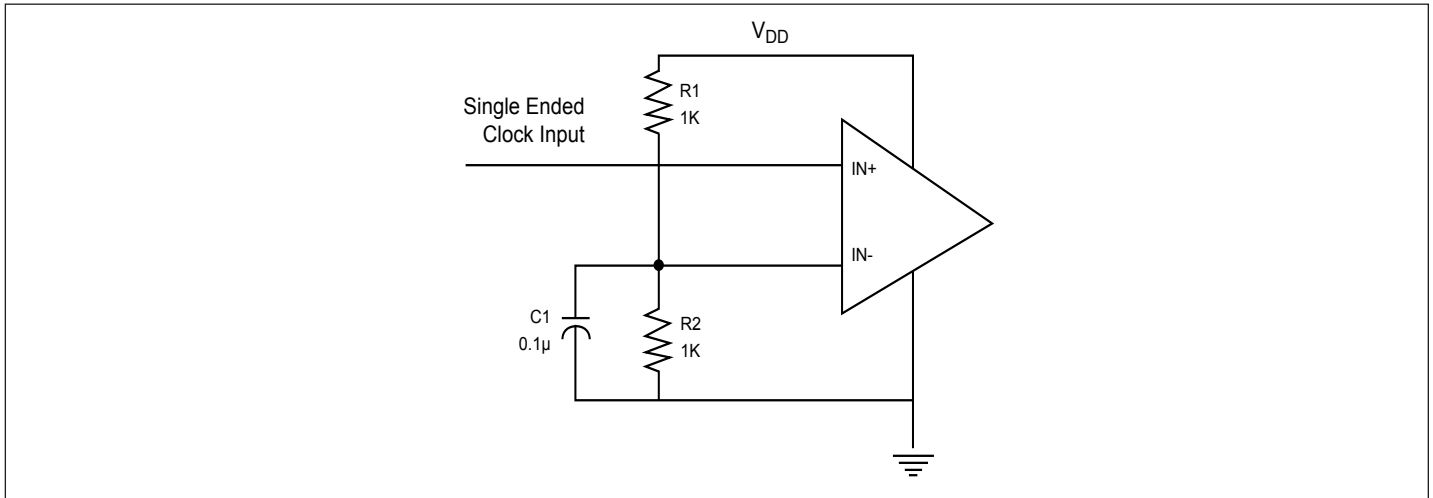 V_DD
Single Ended
Clock Input
R1
1K
IN+
IN-
C1
0.1µ
R2
1K